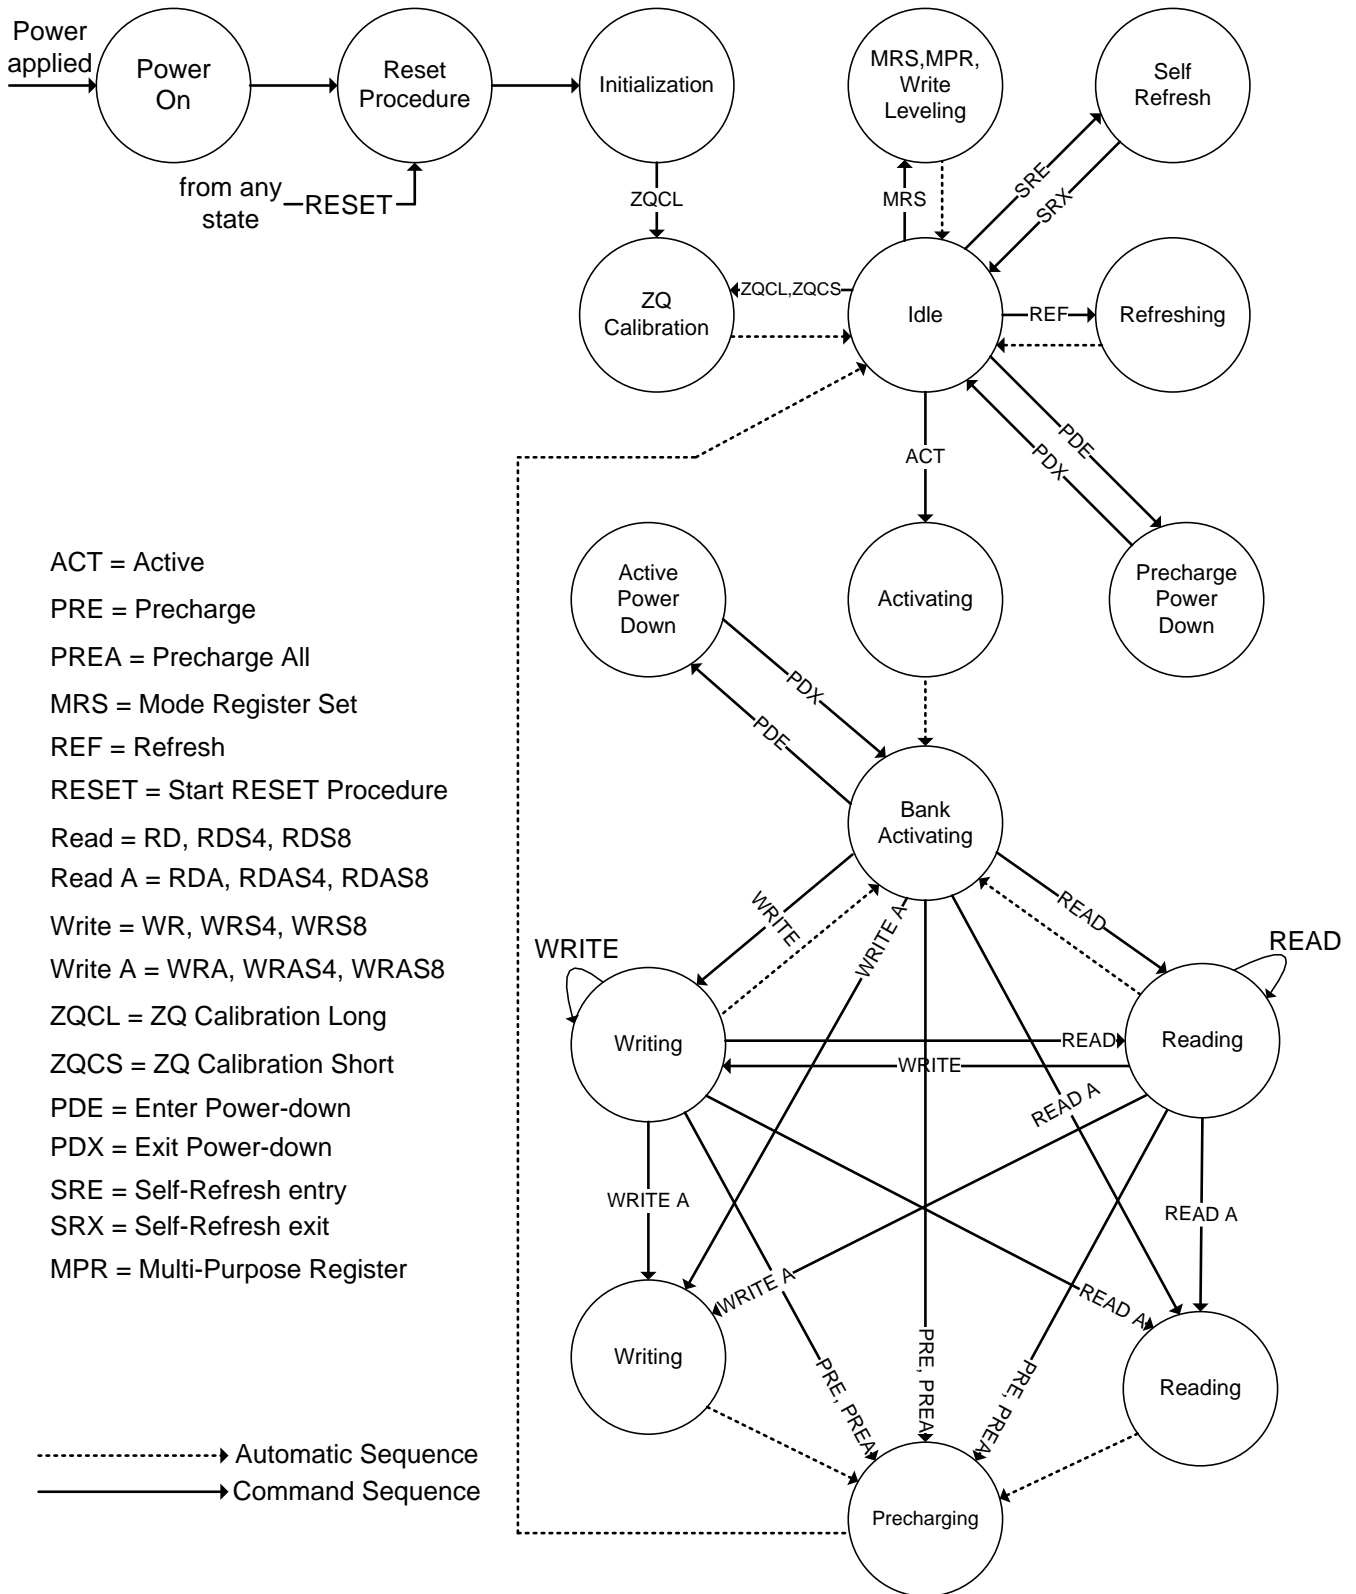 Power
applied
Power
On
Reset
Procedure
Initialization
MRS,MPR,
Write
Leveling
Self
Refresh
from any
state
RESET
ZQCL
MRS
SRE
SRX
ZQ
Calibration
ZQCL,ZQCS
Idle
REF
Refreshing
ACT
PDE
PDX
Active
Power
Down
Activating
Precharge
Power
Down
PDX
PDE
Bank
Activating
WRITE
WRITE A
READ
WRITE
READ
Writing
READ
WRITE
Reading
READ A
WRITE A
READ A
WRITE A
READ A
Writing
PRE, PREA
PRE, PREA
PRE, PREA
Reading
Precharging
ACT = Active
PRE = Precharge
PREA = Precharge All
MRS = Mode Register Set
REF = Refresh
RESET = Start RESET Procedure
Read = RD, RDS4, RDS8
Read A = RDA, RDAS4, RDAS8
Write = WR, WRS4, WRS8
Write A = WRA, WRAS4, WRAS8
ZQCL = ZQ Calibration Long
ZQCS = ZQ Calibration Short
PDE = Enter Power-down
PDX = Exit Power-down
SRE = Self-Refresh entry
SRX = Self-Refresh exit
MPR = Multi-Purpose Register
Automatic Sequence
Command Sequence